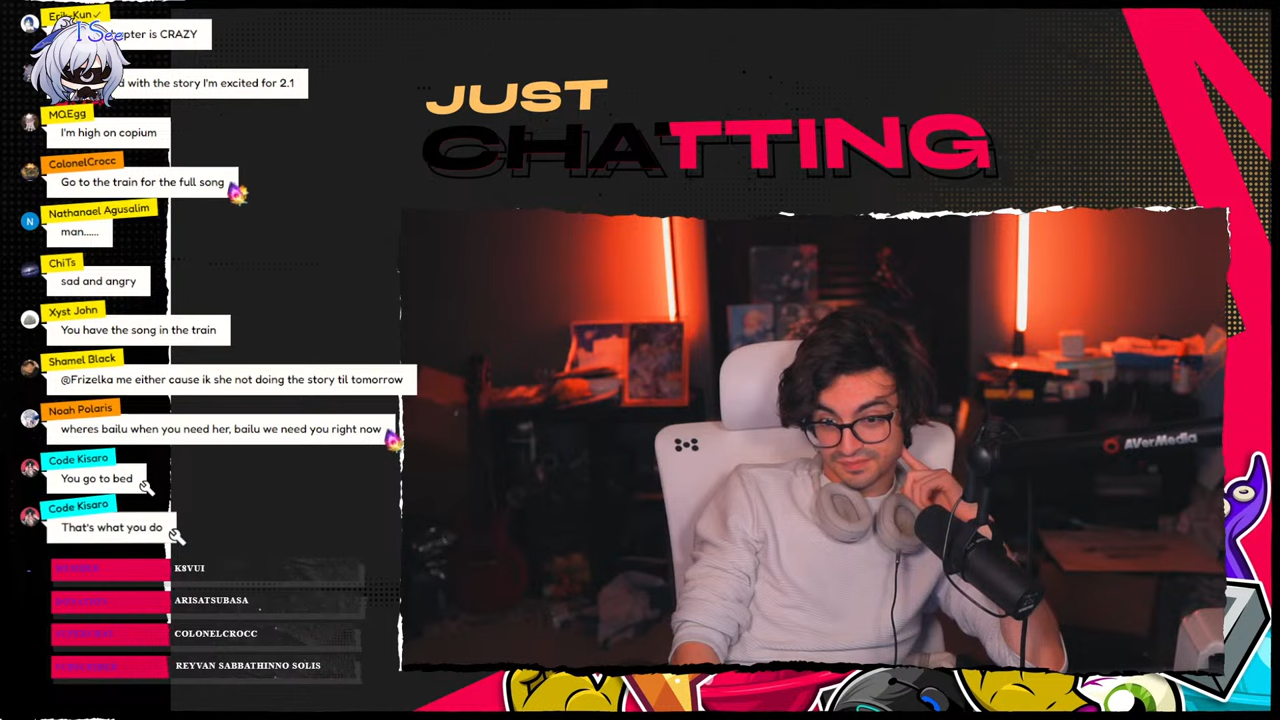 I See
apter is CRAZY
d with the story I'm excited for 2.1
MQEgg
I'm high on copium
ColonelCrocc
Go to the train for the full song
Nathanael Agusalim
N
man......
ChiTs
sad and angry
Xyst John
You have the song in the train
Shamel Black
@Frizelka me either cause ik she not doing the story til tomorrow
Noah Polaris
wheres bailu when you need her, bailu we need you right now
Code Kisaro
You go to bed
Code Kisaro
That's what you do
K8VUI
ARISATSUBASA
COLONELCROCC
REYVAN SABBATHINNO SOLIS
JUST
CHATTING
AVerMedia